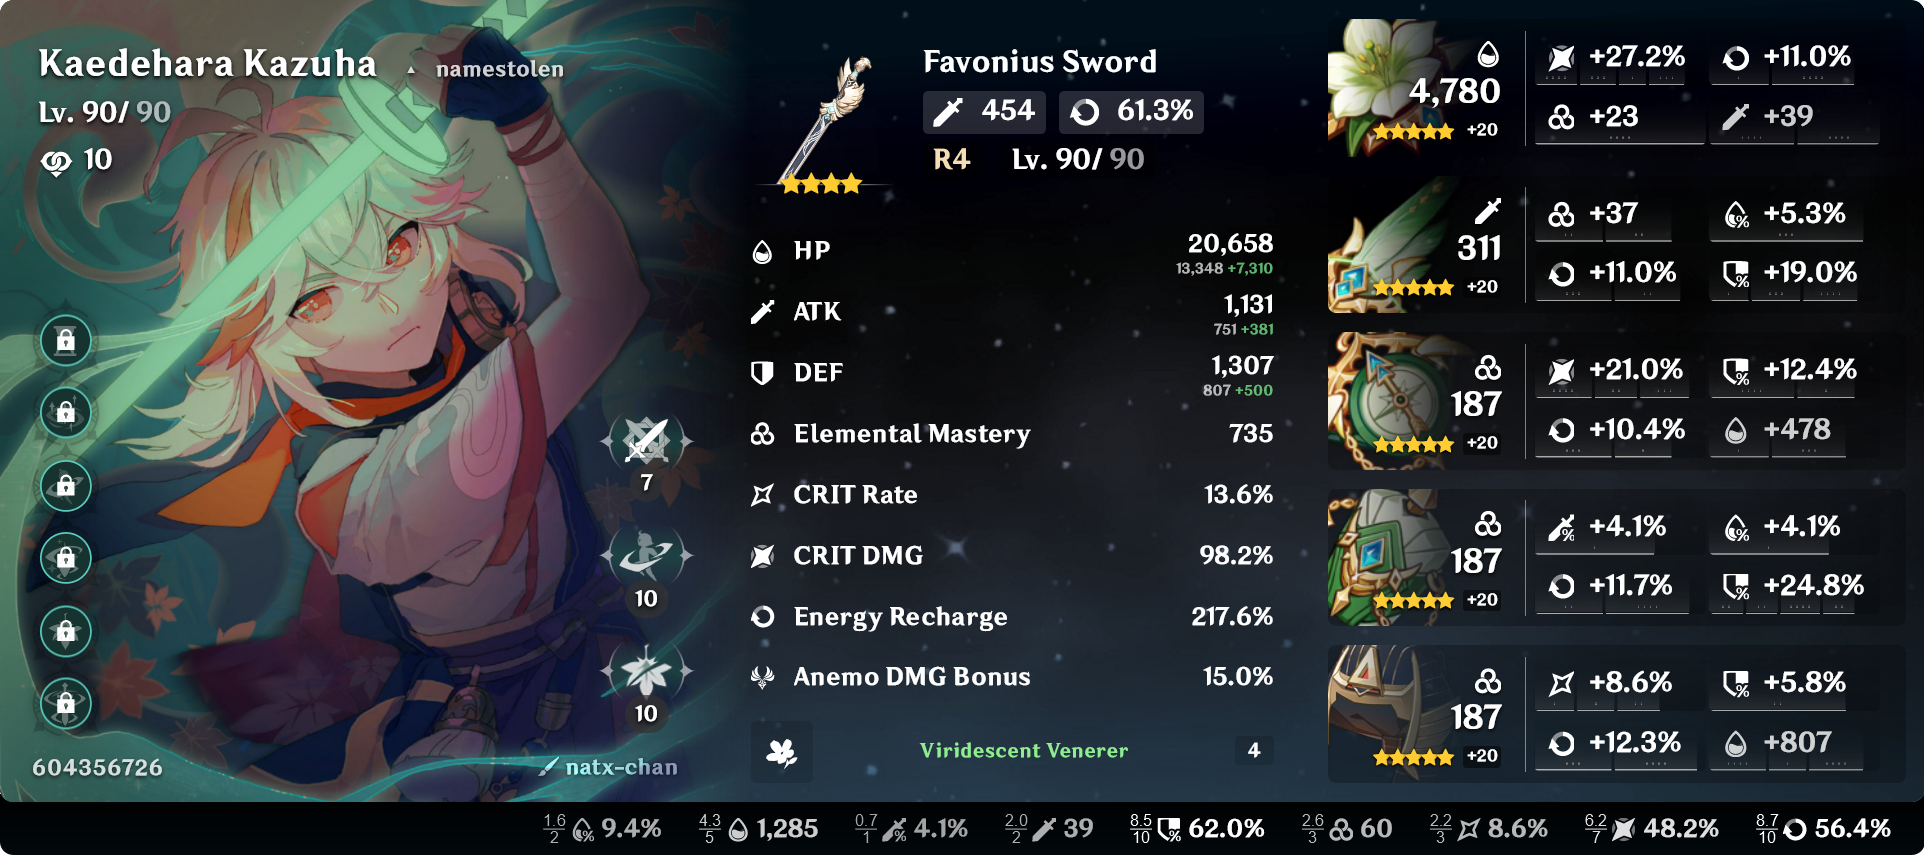 Kaedehara Kazuha ▲ namestolen
Lv. 90/ 90
10
7
10
10
604356726
natx-chan
Favonius Sword
454 61.3%
R4 Lv. 90/ 90
HP 20,658
13,348 +7,310
ATK 1,131
751 +381
DEF 1,307
807 +500
Elemental Mastery 735
CRIT Rate 13.6%
CRIT DMG 98.2%
Energy Recharge 217.6%
Anemo DMG Bonus 15.0%
Viridescent Venerer 4
4,780
+20
+27.2% +11.0%
+23 +39
311
+20
+37 +5.3%
+11.0% +19.0%
187
+20
+21.0% +12.4%
+10.4% +478
187
+20
+4.1% +4.1%
+11.7% +24.8%
187
+20
+8.6% +5.8%
+12.3% +807
1.6/2 9.4% 4.3/5 1,285 0.7/1 4.1% 2.0/2 39 8.5/10 62.0% 2.6/3 60 2.2/3 8.6% 6.2/7 48.2% 8.7/10 56.4%